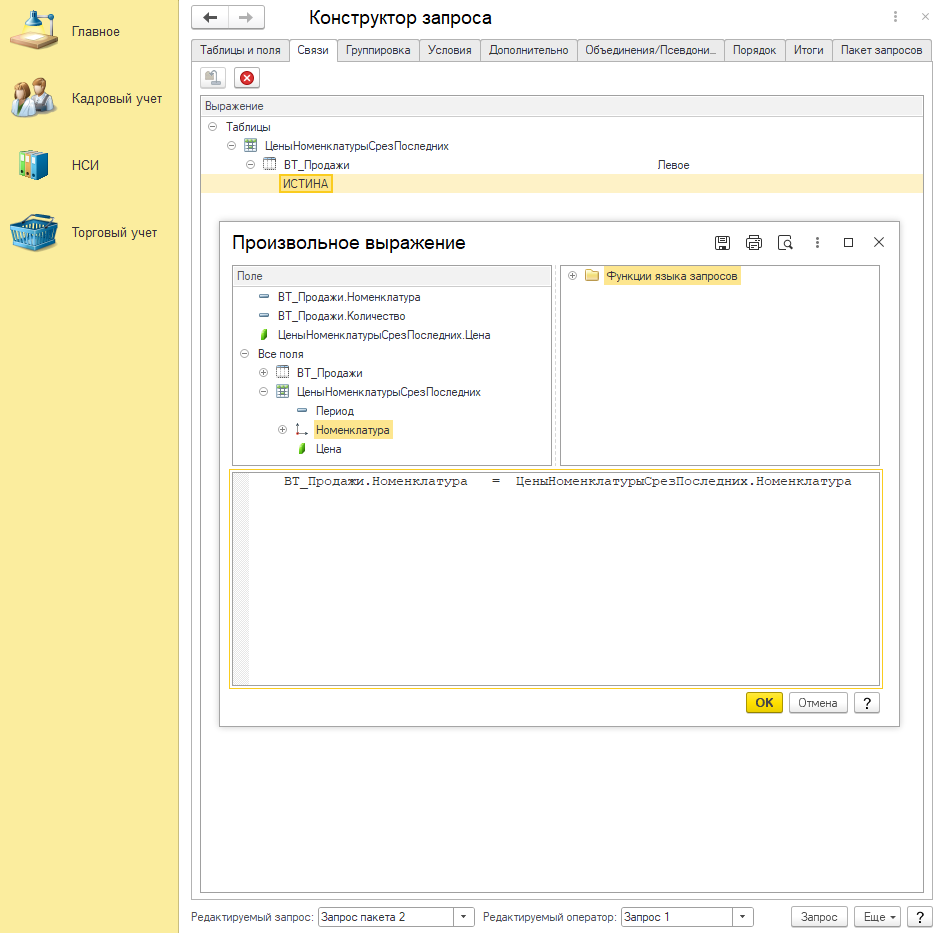 Главное
Кадровый учет
НСИ
Торговый учет
Конструктор запроса
Таблицы и поля Связи Группировка Условия Дополнительно Объединения/Псевдони... Порядок Итоги Пакет запросов
Выражение
Таблицы
ЦеныНоменклатурыСрезПоследних
ВТ_Продажи Левое
ИСТИНА
Произвольное выражение
Поле
ВТ_Продажи.Номенклатура
ВТ_Продажи.Количество
ЦеныНоменклатурыСрезПоследних.Цена
Все поля
ВТ_Продажи
ЦеныНоменклатурыСрезПоследних
Период
Номенклатура
Цена
Функции языка запросов
ВТ_Продажи.Номенклатура = ЦеныНоменклатурыСрезПоследних.Номенклатура
ОК Отмена ?
Редактируемый запрос: Запрос пакета 2 Редактируемый оператор: Запрос 1 Запрос Еще ?